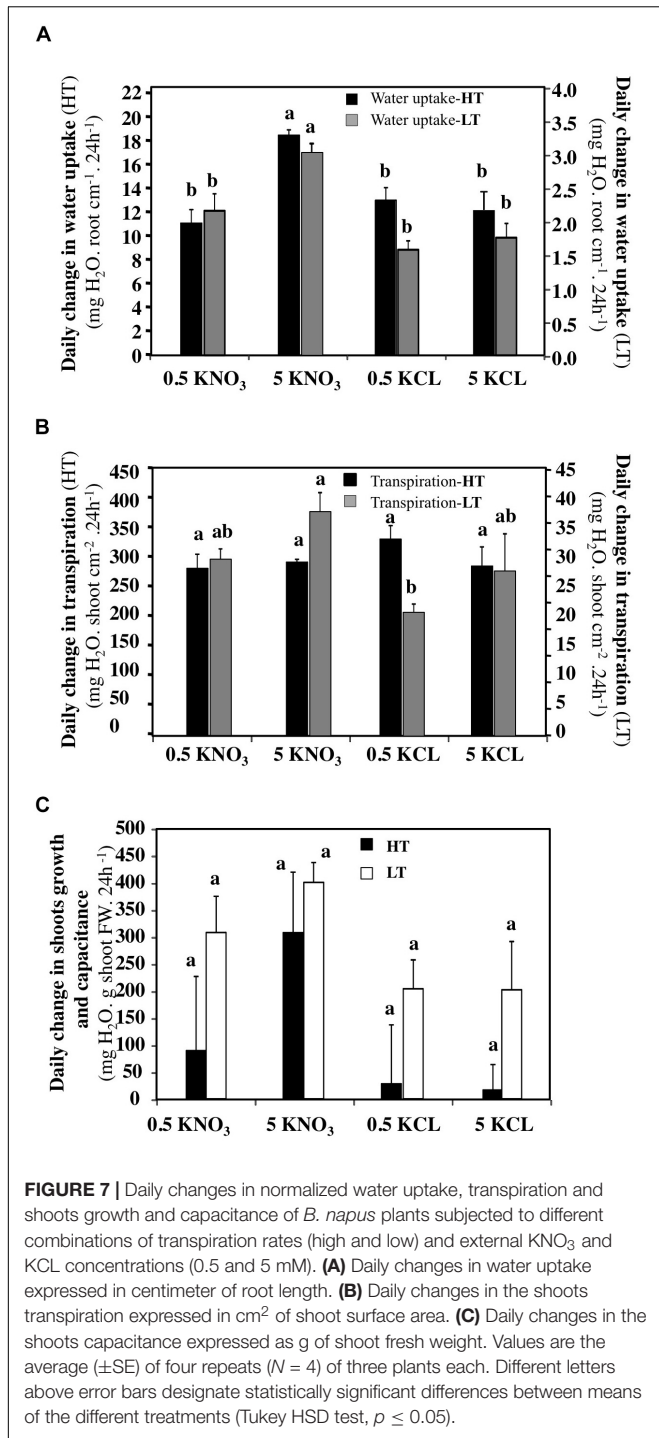 A
Daily change in water uptake (HT)
(mg H₂O. root cm⁻¹. 24h⁻¹)
22
20
18
16
14
12
10
8
6
4
2
0
Water uptake-HT
Water uptake-LT
b b a a b b b b
4.0
3.5
3.0
2.5
2.0
1.5
1.0
0.5
0.0
Daily change in water uptake (LT)
(mg H₂O. root cm⁻¹. 24h⁻¹)
0.5 KNO₃ 5 KNO₃ 0.5 KCL 5 KCL
B
Daily change in transpiration (HT)
(mg H₂O. shoot cm⁻² .24h⁻¹)
450
400
350
300
250
200
150
100
50
0
Transpiration-HT
Transpiration-LT
a ab a a a b a ab
45
40
35
30
25
20
15
10
5
0
Daily change in transpiration (LT)
(mg H₂O. shoot cm⁻² .24h⁻¹)
0.5 KNO₃ 5 KNO₃ 0.5 KCL 5 KCL
C
Daily change in shoots growth
and capacitance
(mg H₂O. g shoot FW. 24h⁻¹)
500
450
400
350
300
250
200
150
100
50
0
HT
LT
a a a a a a a a
0.5 KNO₃ 5 KNO₃ 0.5 KCL 5 KCL
FIGURE 7 | Daily changes in normalized water uptake, transpiration and
shoots growth and capacitance of B. napus plants subjected to different
combinations of transpiration rates (high and low) and external KNO₃ and
KCL concentrations (0.5 and 5 mM). (A) Daily changes in water uptake
expressed in centimeter of root length. (B) Daily changes in the shoots
transpiration expressed in cm² of shoot surface area. (C) Daily changes in the
shoots capacitance expressed as g of shoot fresh weight. Values are the
average (±SE) of four repeats (N = 4) of three plants each. Different letters
above error bars designate statistically significant differences between means
of the different treatments (Tukey HSD test, p ≤ 0.05).